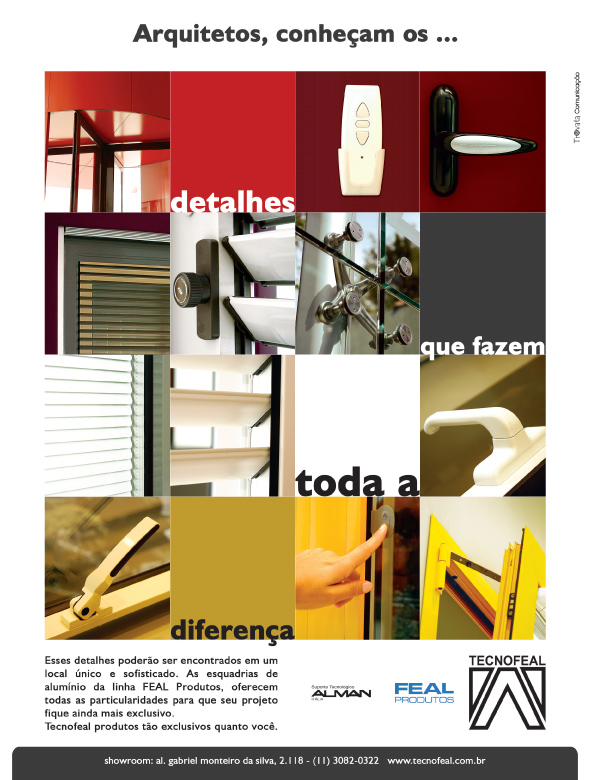 Arquitetos, conheçam os ...
Trovata Comunicação
detalhes
que fazem
toda a
diferença
Esses detalhes poderão ser encontrados em um
local único e sofisticado. As esquadrias de
alumínio da linha FEAL Produtos, oferecem
todas as particularidades para que seu projeto
fique ainda mais exclusivo.
Tecnofeal produtos tão exclusivos quanto você.
Suporte Tecnológico
ALMAN
ITALIA
FEAL
PRODUTOS
TECNOFEAL
showroom: al. gabriel monteiro da silva, 2.118 - (11) 3082-0322 www.tecnofeal.com.br